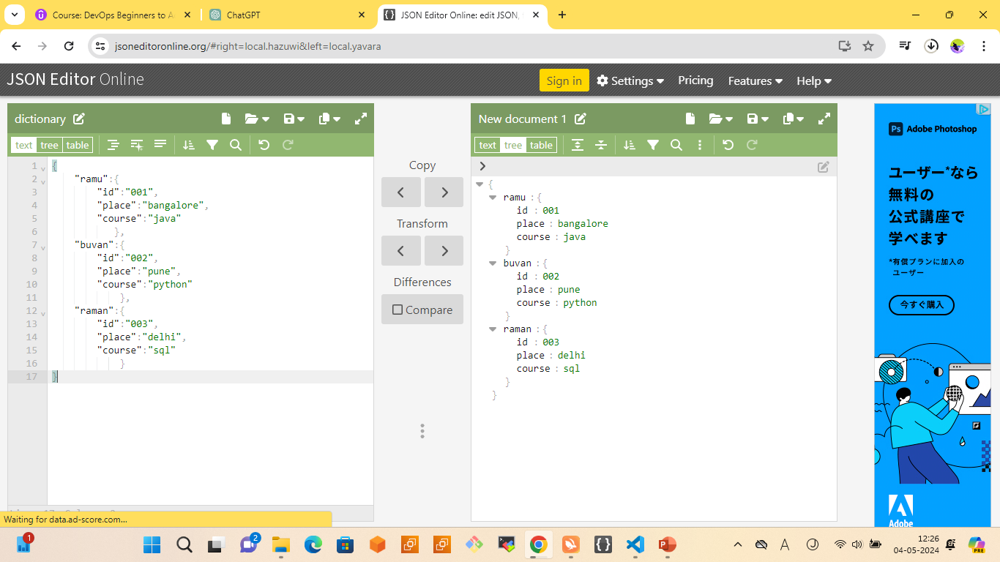 Course: DevOps Beginners to A
ChatGPT
JSON Editor Online: edit JSON,
jsoneditoronline.org/#right=local.hazuwi&left=local.yavara
JSON Editor Online
Sign in
Settings
Pricing
Features
Help
dictionary
text tree table
1 {
2 "ramu":{
3 "id":"001",
4 "place":"bangalore",
5 "course":"java"
6 },
7 "buvan":{
8 "id":"002",
9 "place":"pune",
10 "course":"python"
11 },
12 "raman":{
13 "id":"003",
14 "place":"delhi",
15 "course":"sql"
16 }
17 }
Copy
Transform
Differences
Compare
New document 1
text tree table
{
ramu : {
id : 001
place : bangalore
course : java
}
buvan : {
id : 002
place : pune
course : python
}
raman : {
id : 003
place : delhi
course : sql
}
}
Ps Adobe Photoshop
ユーザー*なら
無料の
公式講座で
学べます
*有償プランに加入の
ユーザー
今すぐ購入
Adobe
Waiting for data.ad-score.com...
1
2
A
J
12:26
04-05-2024
PRE